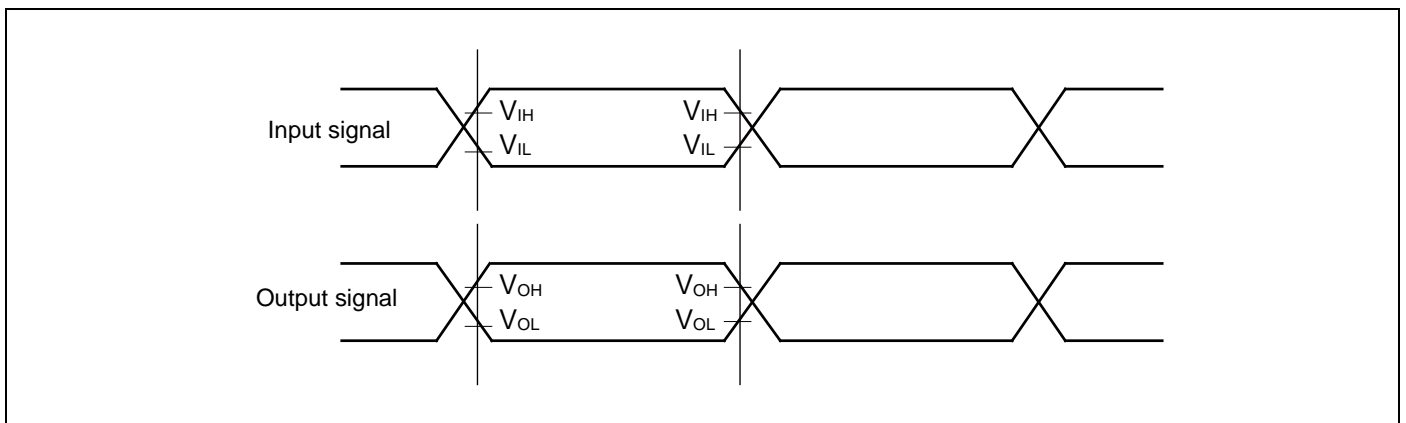 Input signal
VIH VIH
VIL VIL
Output signal
VOH VOH
VOL VOL